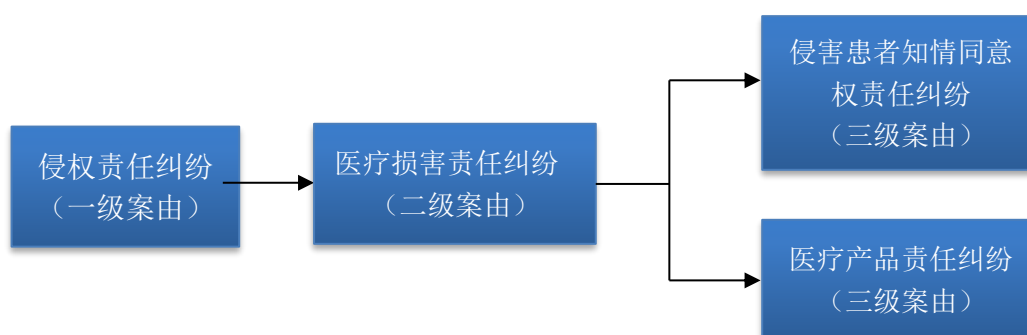 侵权责任纠纷
（一级案由）
医疗损害责任纠纷
（二级案由）
侵害患者知情同意
权责任纠纷
（三级案由）
医疗产品责任纠纷
（三级案由）